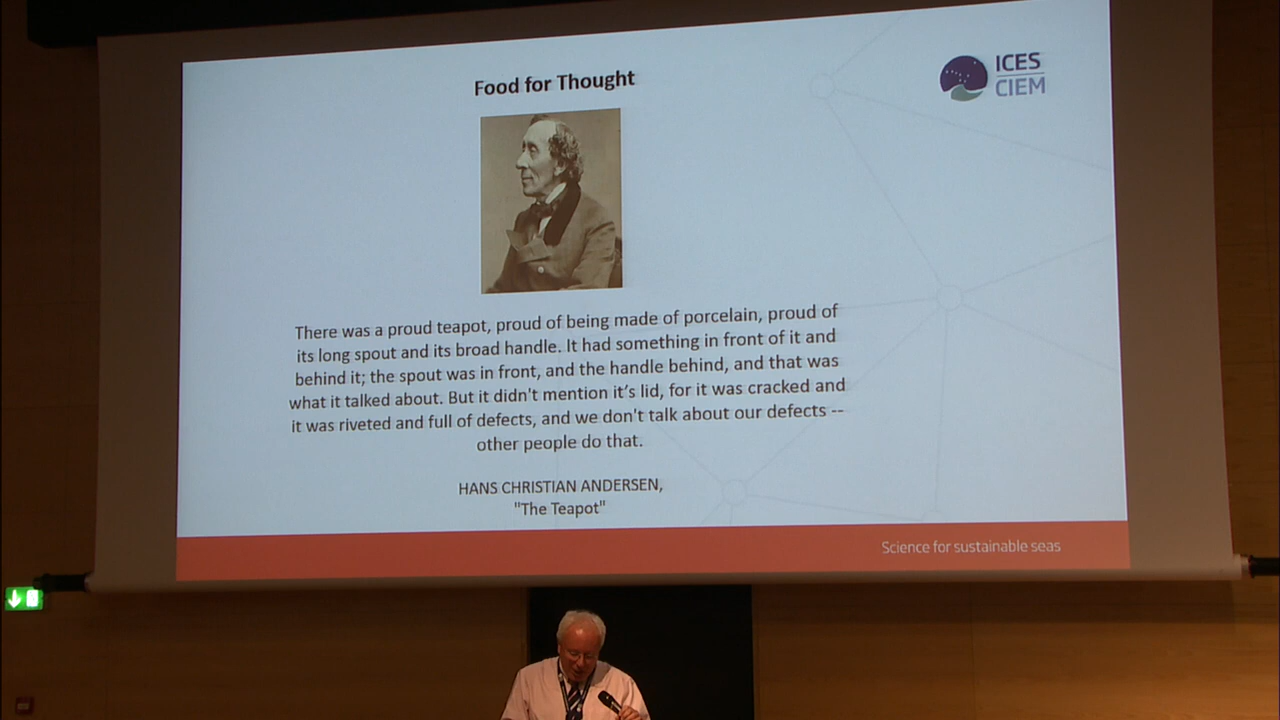 Food for Thought
ICES
CIEM
There was a proud teapot, proud of being made of porcelain, proud of
its long spout and its broad handle. It had something in front of it and
behind it; the spout was in front, and the handle behind, and that was
what it talked about. But it didn't mention it's lid, for it was cracked and
it was riveted and full of defects, and we don't talk about our defects --
other people do that.
HANS CHRISTIAN ANDERSEN,
"The Teapot"
Science for sustainable seas